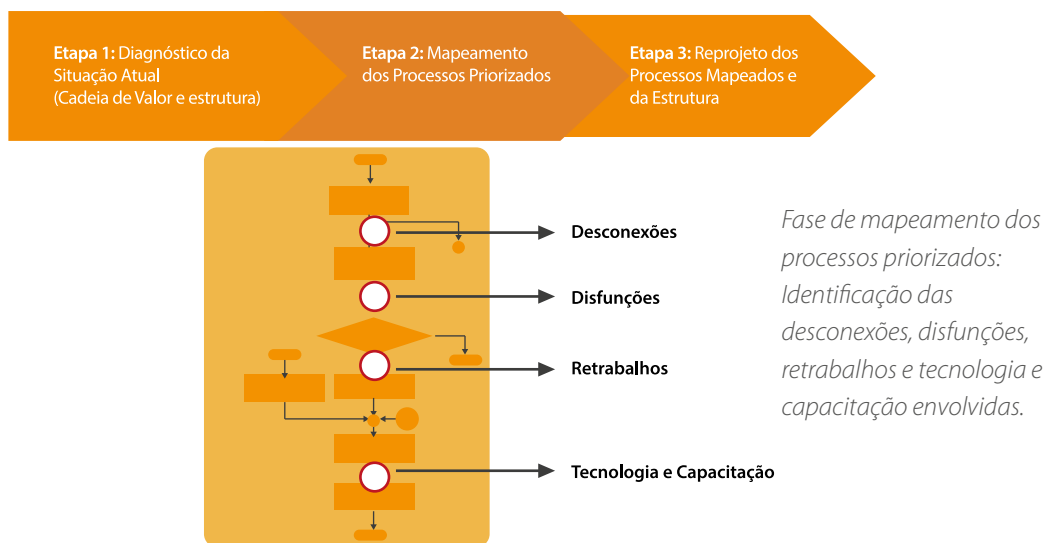 Etapa 1: Diagnóstico da
Situação Atual
(Cadeia de Valor e estrutura)
Etapa 2: Mapeamento
dos Processos Priorizados
Etapa 3: Reprojeto dos
Processos Mapeados e
da Estrutura
Desconexões
Disfunções
Retrabalhos
Tecnologia e Capacitação
Fase de mapeamento dos
processos priorizados:
Identificação das
desconexões, disfunções,
retrabalhos e tecnologia e
capacitação envolvidas.